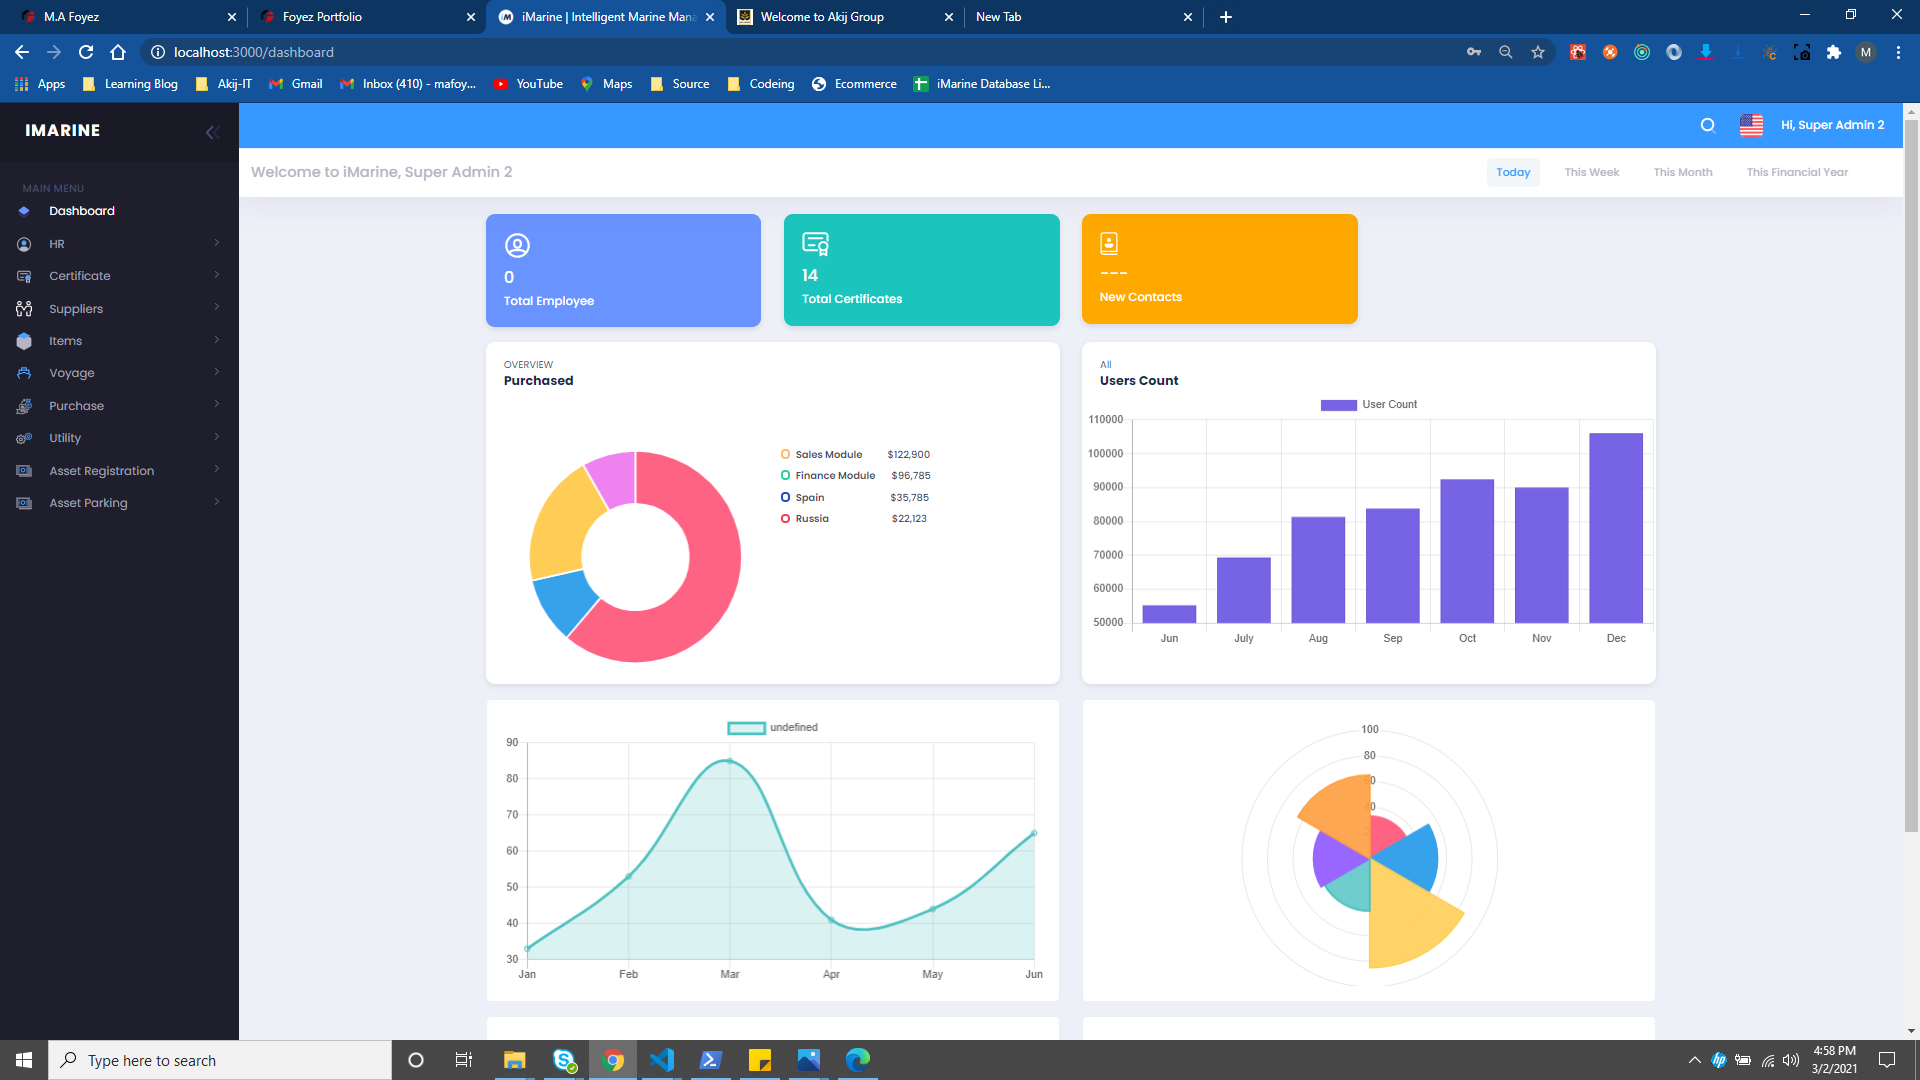 M.A Foyez
Foyez Portfolio
iMarine | Intelligent Marine Mana
Welcome to Akij Group
New Tab
localhost:3000/dashboard
M
Apps
Learning Blog
Akij-IT
Gmail
Inbox (410) - mafoy...
YouTube
Maps
Source
Codeing
Ecommerce
iMarine Database Li...
IMARINE
Hi, Super Admin 2
Welcome to iMarine, Super Admin 2
Today
This Week
This Month
This Financial Year
MAIN MENU
Dashboard
HR
Certificate
Suppliers
Items
Voyage
Purchase
Utility
Asset Registration
Asset Parking
0
Total Employee
14
Total Certificates
---
New Contacts
OVERVIEW
Purchased
Sales Module $122,900
Finance Module $96,785
Spain $35,785
Russia $22,123
All
Users Count
User Count
110000
100000
90000
80000
70000
60000
50000
Jun July Aug Sep Oct Nov Dec
undefined
90
80
70
60
50
40
30
Jan Feb Mar Apr May Jun
100
80
60
40
Type here to search
4:58 PM
3/2/2021